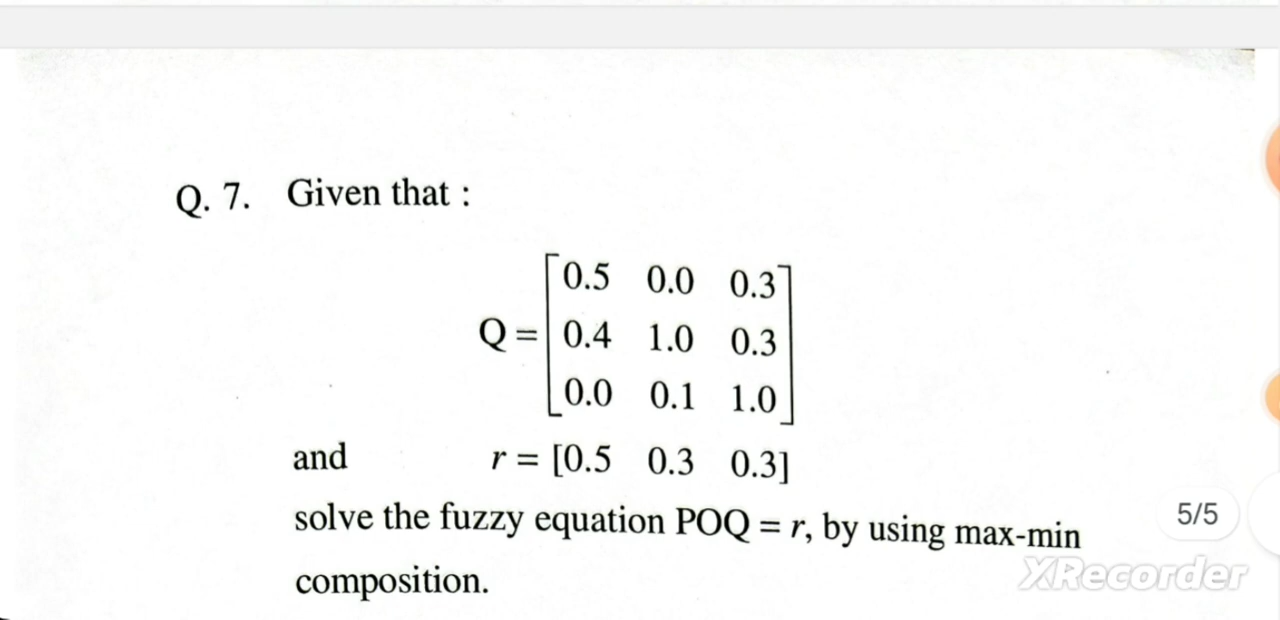 Q. 7. Given that :
Q = [0.5 0.0 0.3
0.4 1.0 0.3
0.0 0.1 1.0]
and r = [0.5 0.3 0.3]
solve the fuzzy equation POQ = r, by using max-min
composition.
5/5
XRecorder